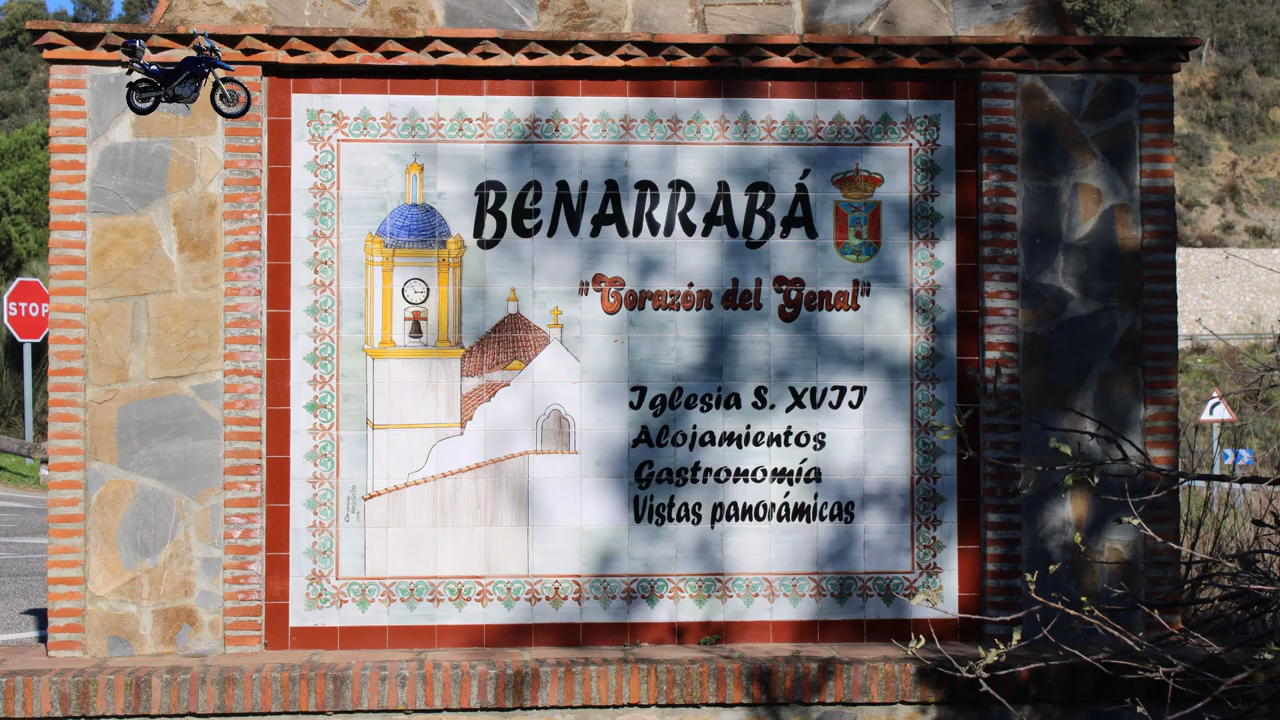 BENARRABÁ
"Corazón del Genal"
Iglesia S. XVII
Alojamientos
Gastronomía
Vistas panorámicas
STOP